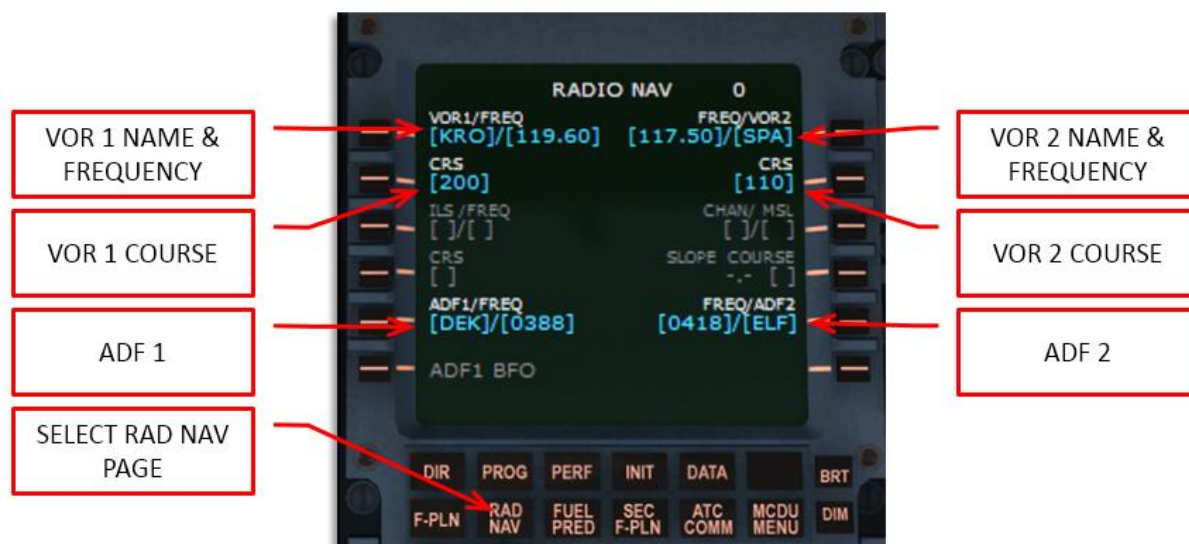 RADIO NAV 0
VOR1/FREQ FREQ/VOR2
[KRO]/[119.60] [117.50]/[SPA]
CRS CRS
[200] [110]
ILS /FREQ CHAN/ MSL
[ ]/[ ] [ ]/[ ]
CRS SLOPE COURSE
[ ] -.- [ ]
ADF1/FREQ FREQ/ADF2
[DEK]/[0388] [0418]/[ELF]
ADF1 BFO
DIR PROG PERF INIT DATA BRT
F-PLN RAD NAV FUEL PRED SEC F-PLN ATC COMM MCDU MENU DIM
VOR 1 NAME &
FREQUENCY
VOR 1 COURSE
ADF 1
SELECT RAD NAV
PAGE
VOR 2 NAME &
FREQUENCY
VOR 2 COURSE
ADF 2